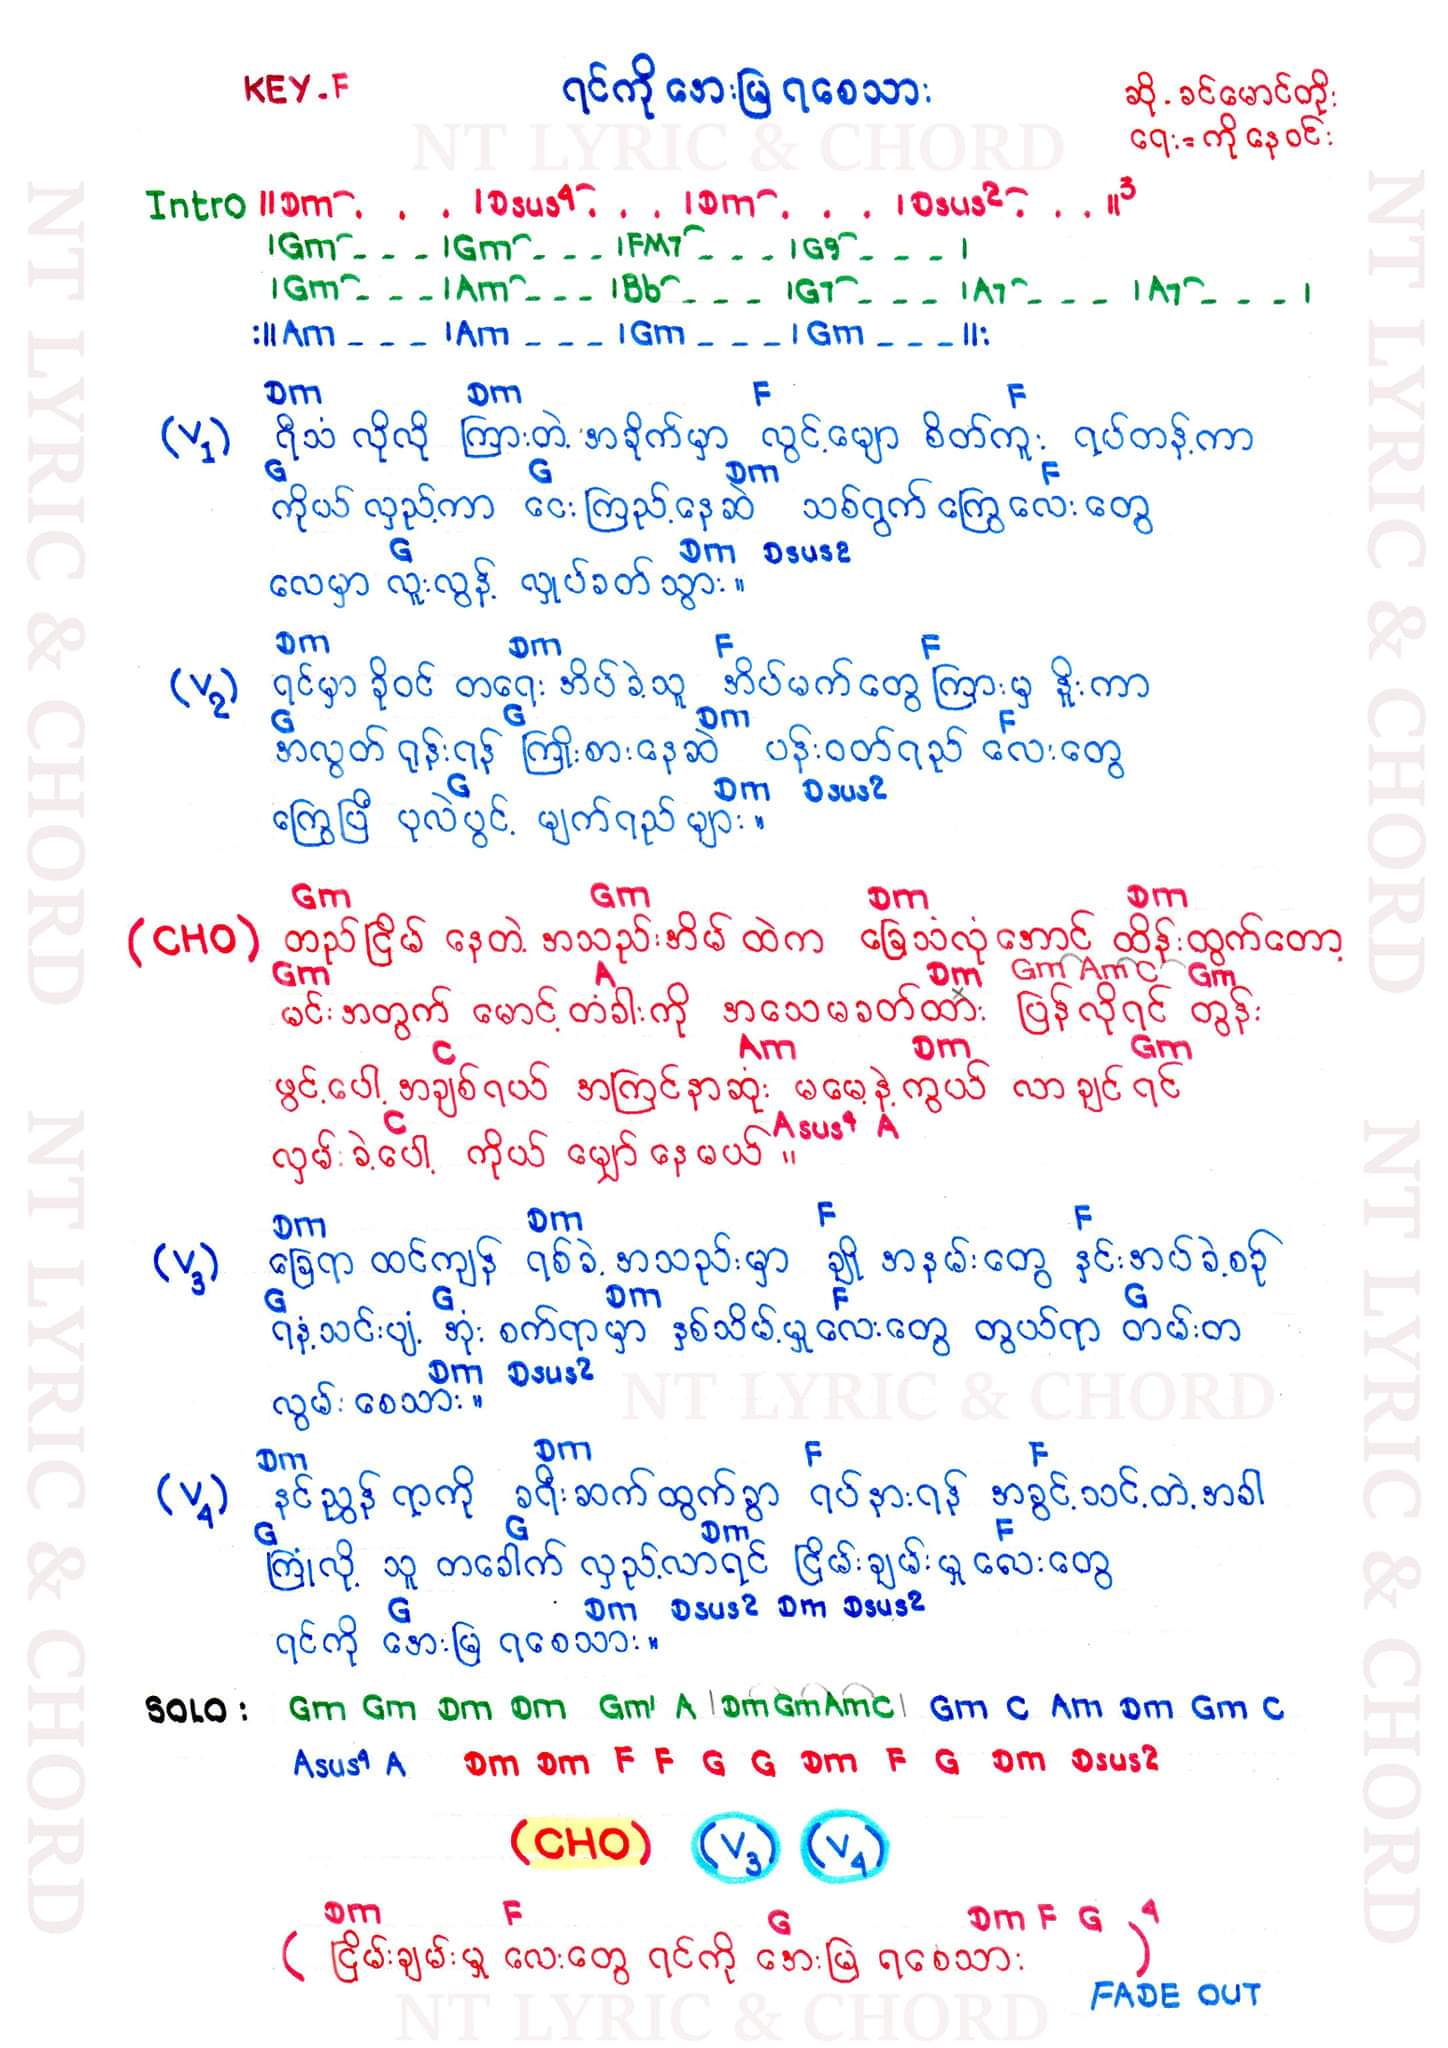 KEY-F
ရင်ကိုအေးမြရစေသား
ဆို-ခင်မောင်တိုး
ရေး=ကိုနေဝင်း
NT LYRIC & CHORD
Intro ||Dm . . . |Dsus4 . . . |Dm . . . |Dsus2 . . . ||3
|Gm _ _ _ |Gm _ _ _ |FM7 _ _ _ |G9 _ _ _ |
|Gm _ _ _ |Am _ _ _ |Bb _ _ _ |G7 _ _ _ |A7 _ _ _ |A7 _ _ _ |
:||Am _ _ _ |Am _ _ _ |Gm _ _ _ |Gm _ _ _ ||:
Dm Dm F F
(V1) ရီသံ လိုလို ကြားတဲ့ အခိုက်မှာ လွင့်မျော စိတ်ကူး ရပ်တန့်ကာ
G G Dm F
ကိုယ် လှည့်ကာ ငေးကြည့်နေဆဲ သစ်ရွက် ကြွေလေးတွေ
G Dm Dsus2
လေမှာ လူးလွန့် လှုပ်ခတ်သွား။
Dm Dm F F
(V2) ရင်မှာ ခိုဝင် တရေး အိပ်ခဲ့သူ အိပ်မက်တွေ ကြားမှ နိူးကာ
G G Dm F
အလွတ် ရုန်းရန် ကြိုးစားနေဆဲ ပန်းဝတ်ရည် လေးတွေ
G Dm Dsus2
ကြွေပြီ ပုလဲပွင့် မျက်ရည်များ။
Gm Gm Dm Dm
(CHO) တည်ငြိမ် နေတဲ့ အသည်းအိမ် ထဲက ခြေသံလုံအောင် ထိန်းထွက်တော့
Gm A Dm Gm Am C Gm
မင်းအတွက် မောင့်တံခါးကို အသေမခတ်ထား ပြန်လိုရင် တွန်း
C Am Dm Gm
ဖွင့်ပေါ့ အချစ်ရယ် အကြင်နာဆုံး မမေ့နဲ့ကွယ် လာချင်ရင်
C Asus4 A
လှမ်းခဲ့ပေါ့ ကိုယ် မျှော်နေမယ်။
Dm Dm F F
(V3) ခြေရာ ထင်ကျန် ရစ်ခဲ့ အသည်းမှာ ချို အနမ်းတွေ နှင်းအပ်ခဲ့စဉ်
G G Dm F G
ရနံ့သင်းပျံ့ အုံး စက်ရာမှာ နှစ်သိမ့်မှုလေးတွေ တွယ်ရာ တမ်းတ
Dm Dsus2
လွမ်းစေသား။
NT LYRIC & CHORD
Dm Dm F F
(V4) နင်ညွှန်ရာကို ခရီးဆက်ထွက်ခွာ ရပ်နားရန် အခွင့်သင့်တဲ့အခါ
G G Dm F
ကြုံလို့ သူ တခေါက် လှည့်လာရင် ငြိမ်းချမ်းမှု လေးတွေ
G Dm Dsus2 Dm Dsus2
ရင်ကို အေးမြ ရစေသား။
SOLO: Gm Gm Dm Dm Gm A |Dm Gm Am C| Gm C Am Dm Gm C
Asus4 A Dm Dm F F G G Dm F G Dm Dsus2
(CHO) (V3) (V4)
Dm F G Dm F G
( ငြိမ်းချမ်းမှု လေးတွေ ရင်ကို အေးမြ ရစေသား )4
FADE OUT
NT LYRIC & CHORD
NT LYRIC & CHORD
NT LYRIC & CHORD
NT LYRIC & CHORD
NT LYRIC & CHORD